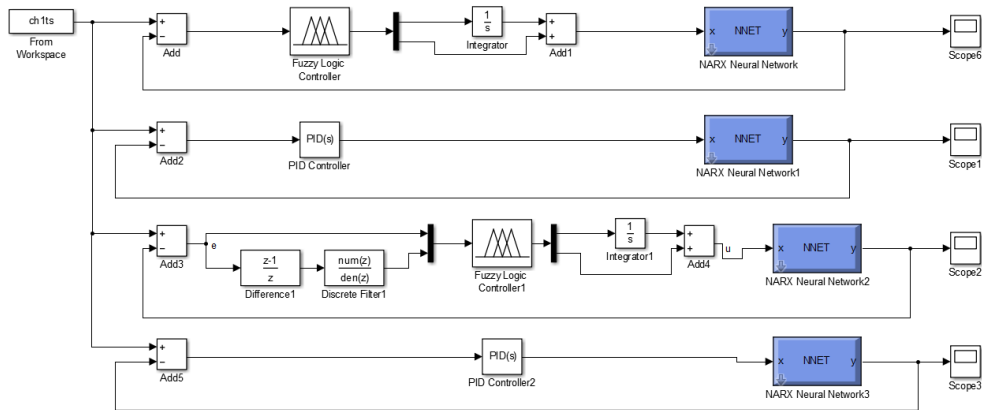 ch1ts
From
Workspace
+
−
Add
Fuzzy Logic
Controller
1
s
Integrator
+
+
Add1
x NNET y
NARX Neural Network
Scope6
+
−
Add2
PID(s)
PID Controller
x NNET y
NARX Neural Network1
Scope1
+
−
Add3
e
z-1
z
Difference1
num(z)
den(z)
Discrete Filter1
Fuzzy Logic
Controller1
1
s
Integrator1
+
+
Add4
u
x NNET y
NARX Neural Network2
Scope2
+
−
Add5
PID(s)
PID Controller2
x NNET y
NARX Neural Network3
Scope3